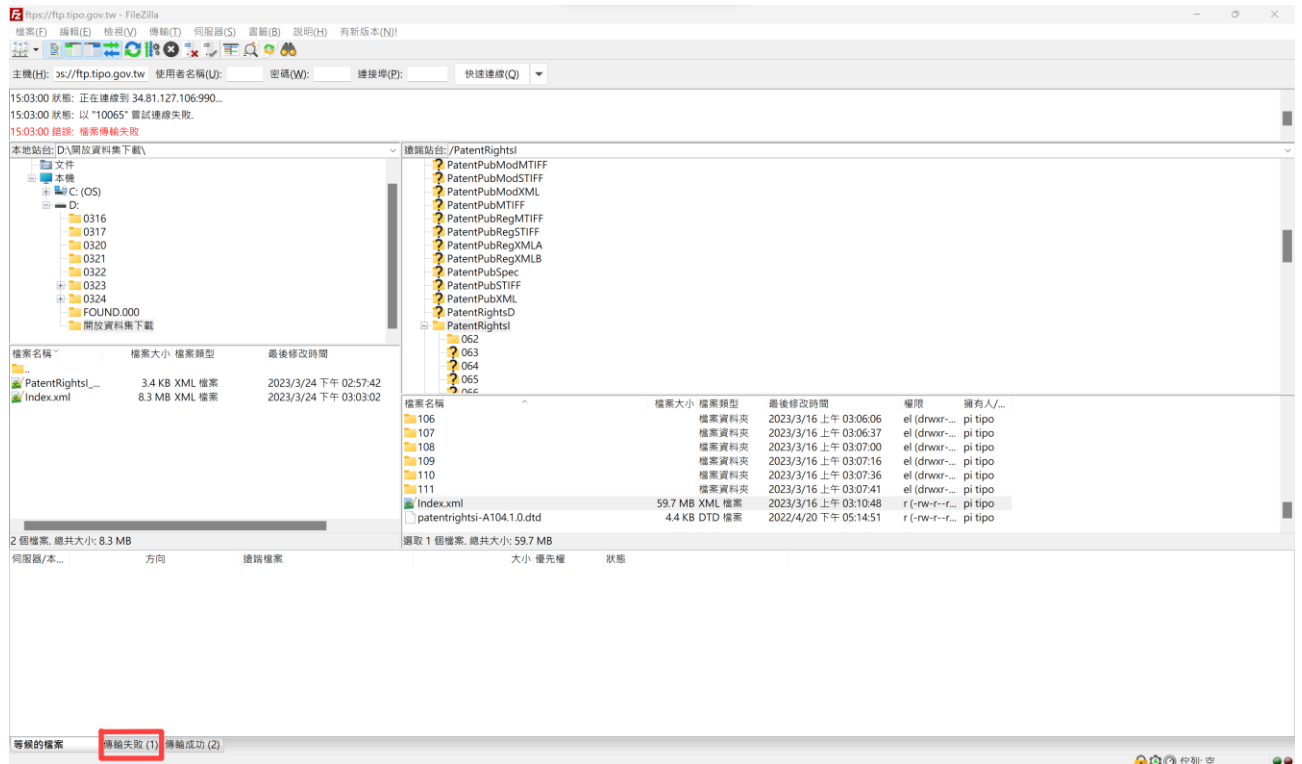 ftps://ftp.tipo.gov.tw - FileZilla
檔案(F) 編輯(E) 檢視(V) 傳輸(T) 伺服器(S) 書籤(B) 說明(H) 有新版本(N)!
主機(H): ps://ftp.tipo.gov.tw 使用者名稱(U): 密碼(W): 連接埠(P): 快速連線(Q)
15:03:00 狀態: 正在連線到 34.81.127.106:990...
15:03:00 狀態: 以 "10065" 嘗試連線失敗.
15:03:00 錯誤: 檔案傳輸失敗
本地站台: D:\開放資料集下載\
文件
本機
C: (OS)
D:
0316
0317
0320
0321
0322
0323
0324
FOUND.000
開放資料集下載
檔案名稱 檔案大小 檔案類型 最後修改時間
..
PatentRightsI_... 3.4 KB XML 檔案 2023/3/24 下午 02:57:42
Index.xml 8.3 MB XML 檔案 2023/3/24 下午 03:03:02
2 個檔案. 總共大小: 8.3 MB
遠端站台: /PatentRightsI
PatentPubModMTIFF
PatentPubModSTIFF
PatentPubModXML
PatentPubMTIFF
PatentPubRegMTIFF
PatentPubRegSTIFF
PatentPubRegXMLA
PatentPubRegXMLB
PatentPubSpec
PatentPubSTIFF
PatentPubXML
PatentRightsD
PatentRightsI
062
063
064
065
066
檔案名稱 檔案大小 檔案類型 最後修改時間 權限 擁有人/...
106 檔案資料夾 2023/3/16 上午 03:06:06 el (drwxr-... pi tipo
107 檔案資料夾 2023/3/16 上午 03:06:37 el (drwxr-... pi tipo
108 檔案資料夾 2023/3/16 上午 03:07:00 el (drwxr-... pi tipo
109 檔案資料夾 2023/3/16 上午 03:07:16 el (drwxr-... pi tipo
110 檔案資料夾 2023/3/16 上午 03:07:36 el (drwxr-... pi tipo
111 檔案資料夾 2023/3/16 上午 03:07:41 el (drwxr-... pi tipo
Index.xml 59.7 MB XML 檔案 2023/3/16 上午 03:10:48 r (-rw-r--r... pi tipo
patentrightsi-A104.1.0.dtd 4.4 KB DTD 檔案 2022/4/20 下午 05:14:51 r (-rw-r--r... pi tipo
選取 1 個檔案. 總共大小: 59.7 MB
伺服器/本... 方向 遠端檔案 大小 優先權 狀態
等候的檔案 傳輸失敗 (1) 傳輸成功 (2)
佇列: 空